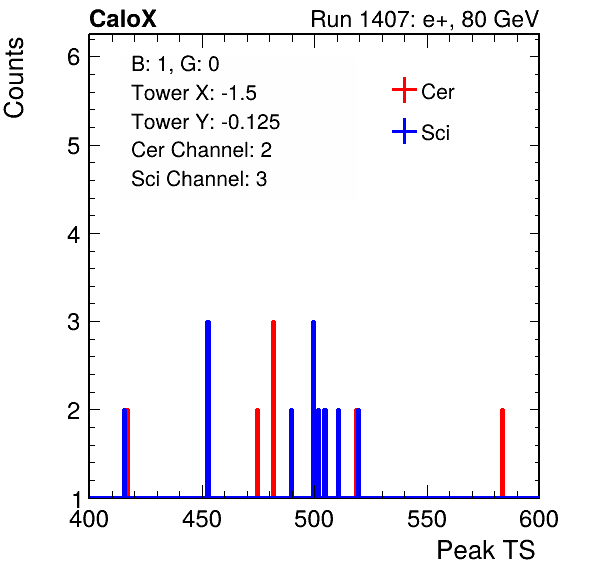 CaloX Run 1407: e+, 80 GeV
Counts
B: 1, G: 0
Tower X: -1.5
Tower Y: -0.125
Cer Channel: 2
Sci Channel: 3
Cer
Sci
6
5
4
3
2
1
400 450 500 550 600
Peak TS